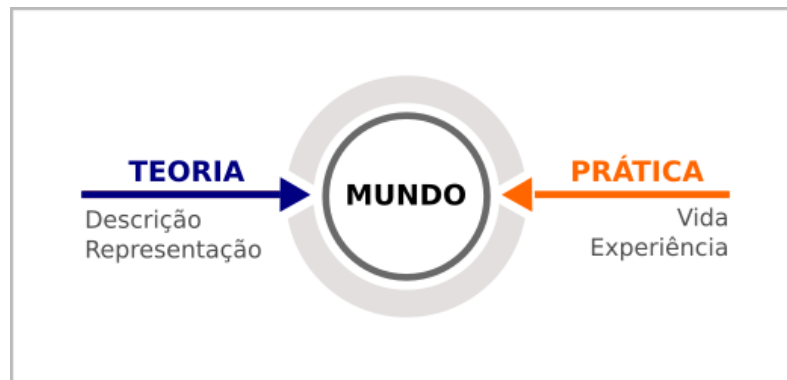 TEORIA
Descrição
Representação
MUNDO
PRÁTICA
Vida
Experiência